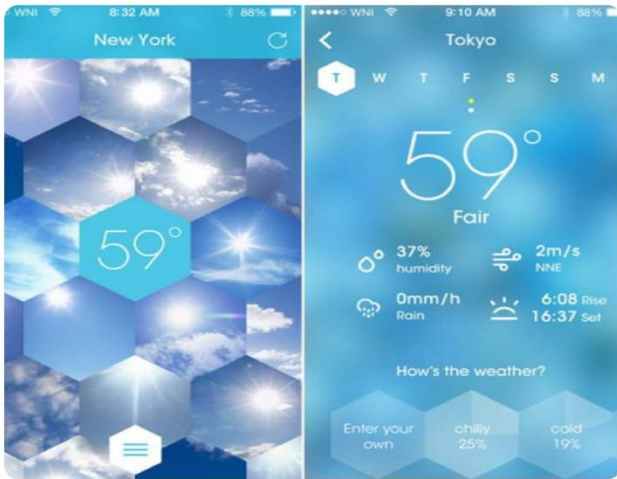 WNI 8:32 AM 88%
New York
59°
WNI 9:10 AM 88%
Tokyo
T W T F S S M
59°
Fair
37%
humidity
2m/s
NNE
0mm/h
Rain
6:08 Rise
16:37 Set
How's the weather?
Enter your
own
chilly
25%
cold
19%